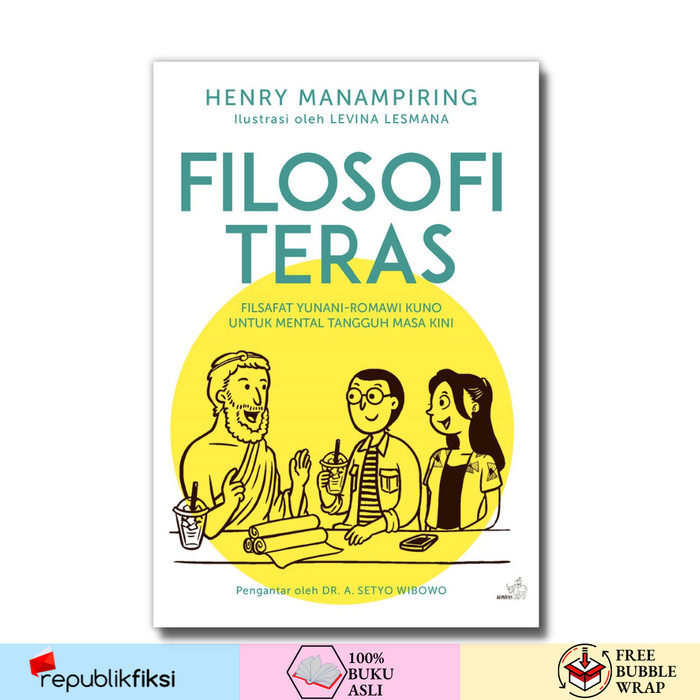 HENRY MANAMPIRING
Ilustrasi oleh LEVINA LESMANA
FILOSOFI
TERAS
FILSAFAT YUNANI-ROMAWI KUNO
UNTUK MENTAL TANGGUH MASA KINI
Pengantar oleh DR. A. SETYO WIBOWO
KOMPAS
republikfiksi
100%
BUKU
ASLI
FREE
BUBBLE
WRAP